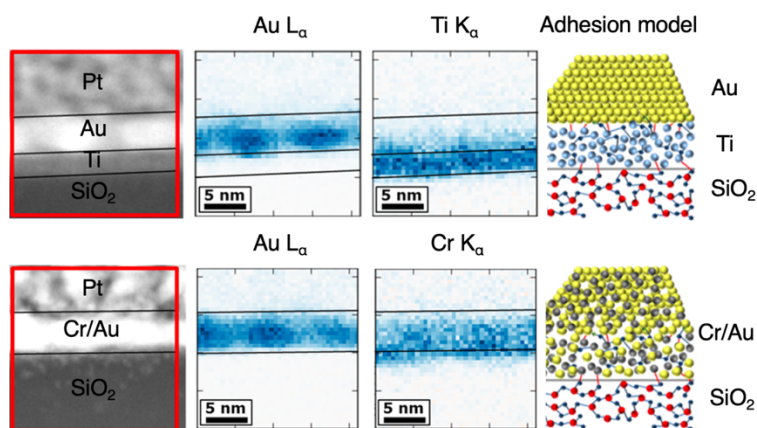 Au Lα
Ti Kα
Adhesion model
Pt
Au
Ti
SiO2
5 nm
5 nm
Au
Ti
SiO2
Au Lα
Cr Kα
Pt
Cr/Au
SiO2
5 nm
5 nm
Cr/Au
SiO2